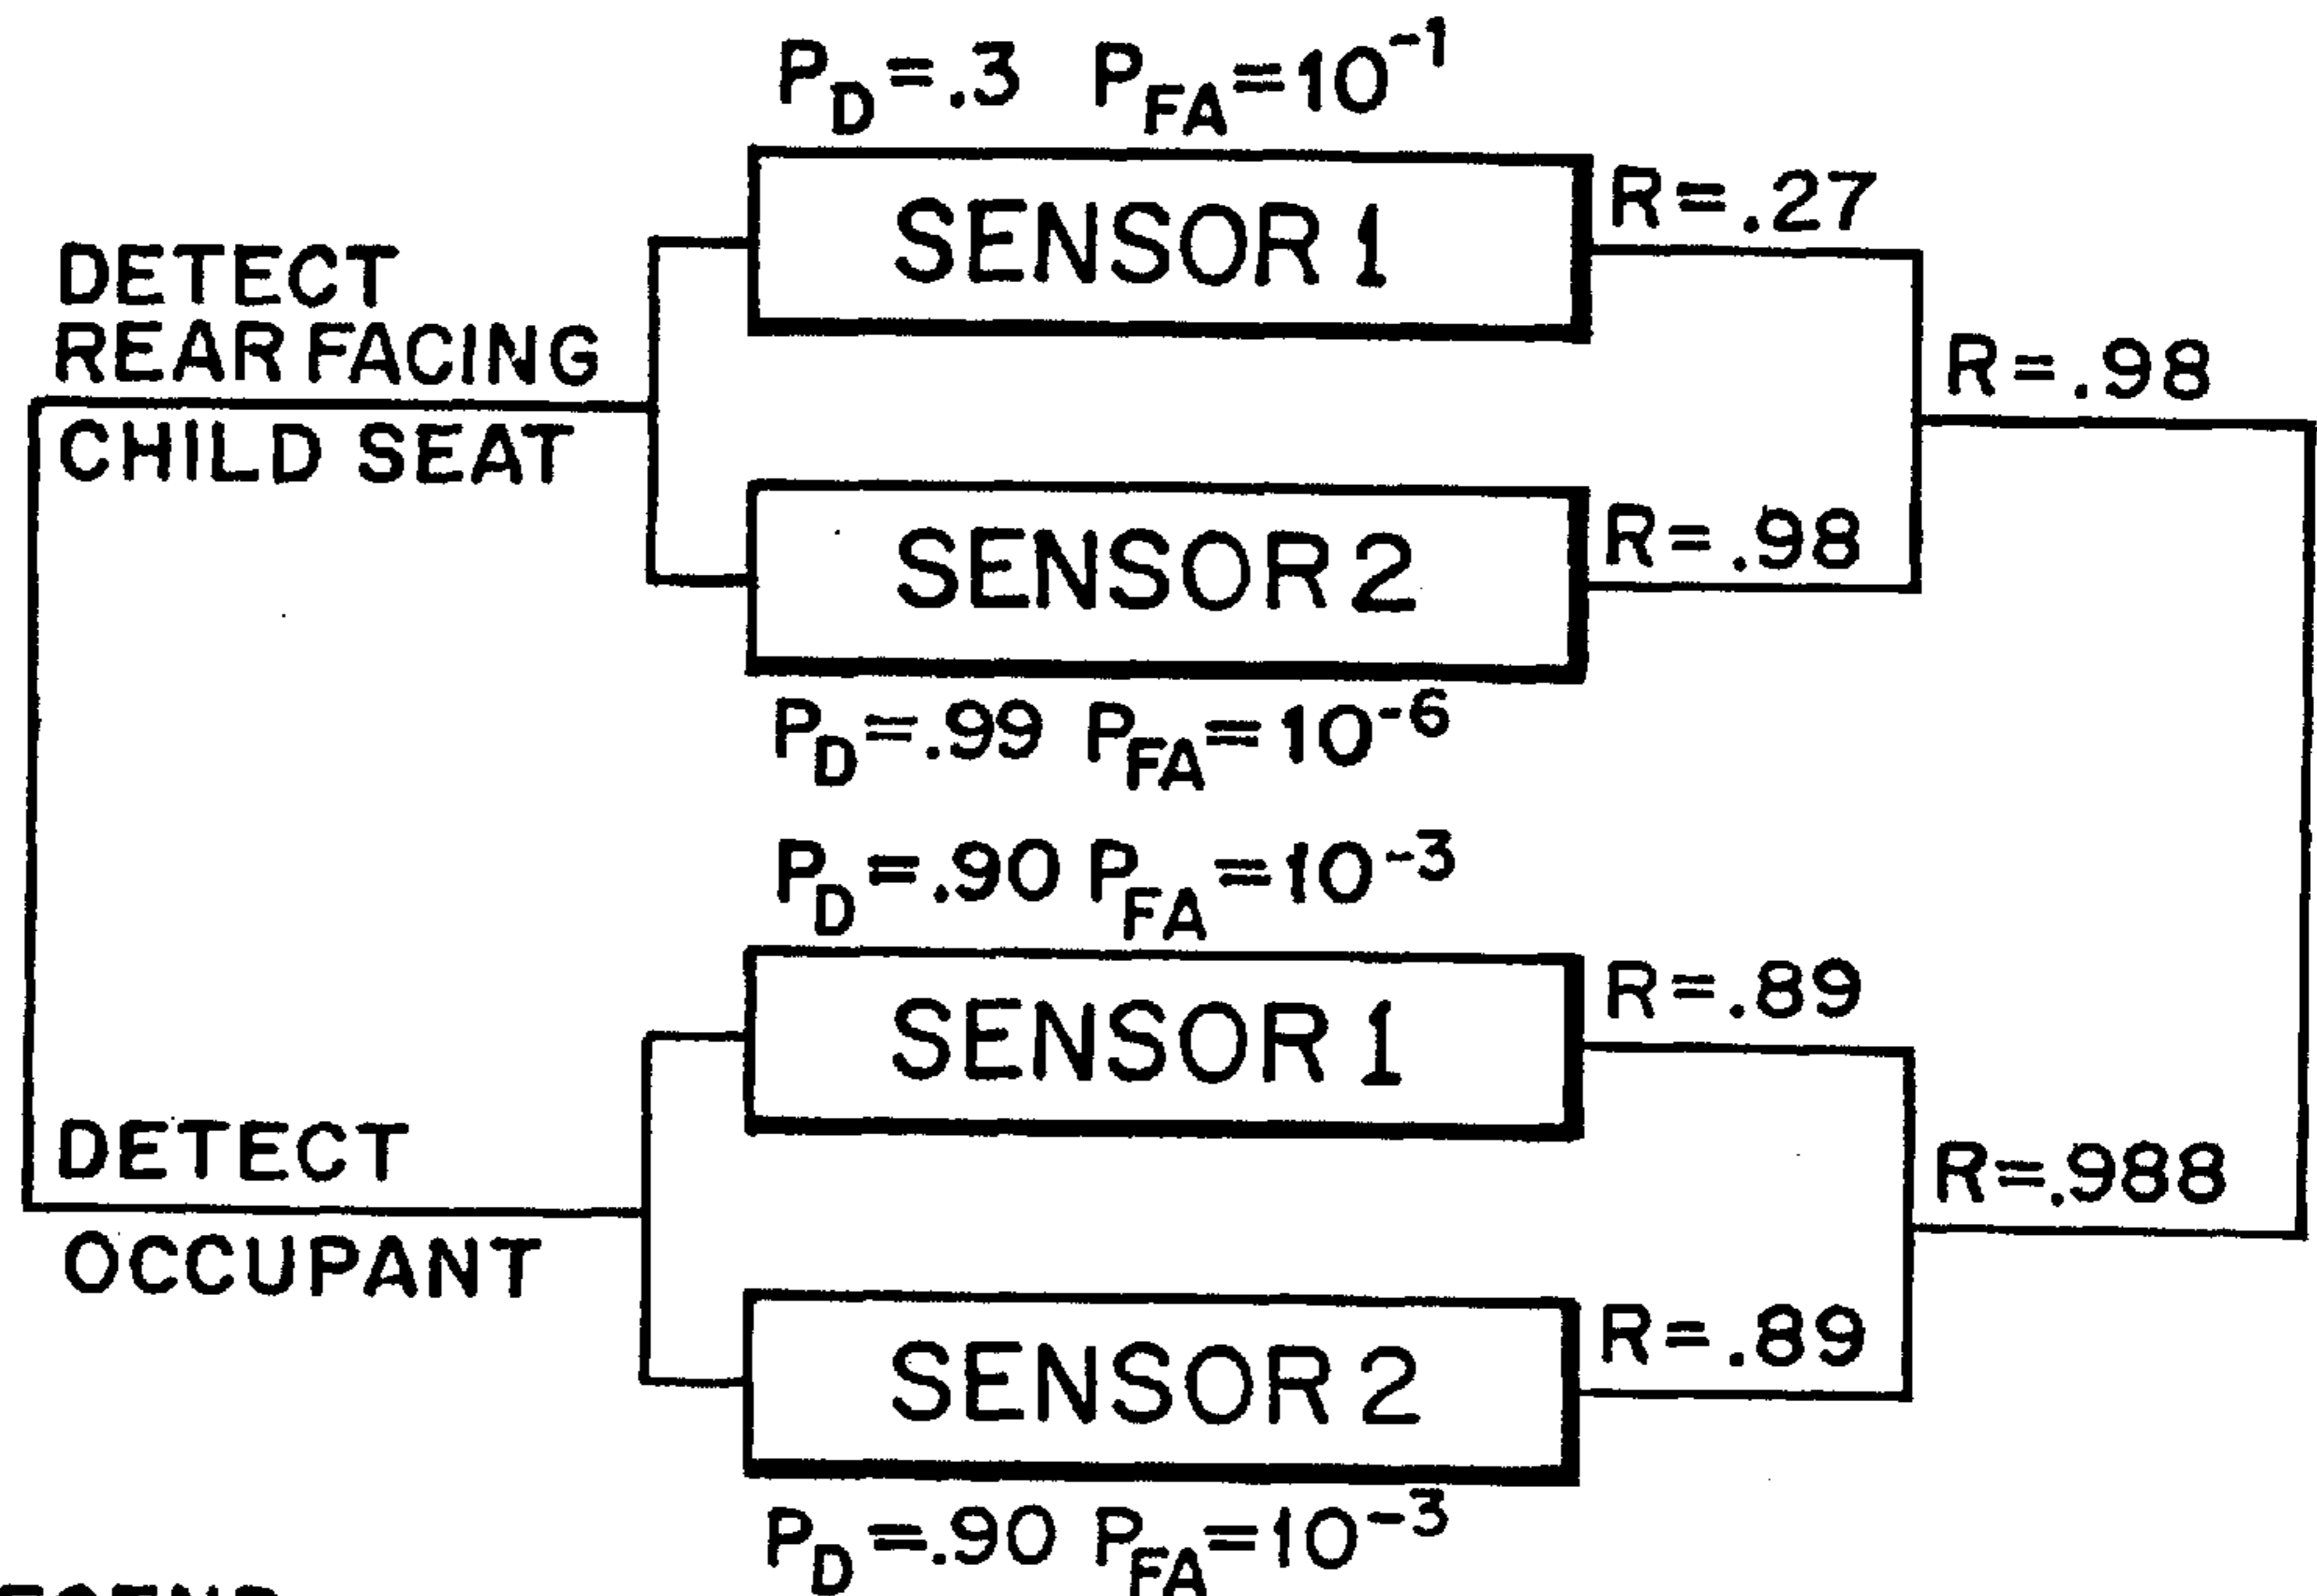 P_D=.3 P_FA=10^-1
SENSOR 1
R=.27
DETECT
REAR FACING
CHILD SEAT
R=.98
SENSOR 2
R=.98
P_D=.99 P_FA=10^-6
P_D=.90 P_FA=10^-3
SENSOR 1
R=.89
DETECT
OCCUPANT
R=.988
SENSOR 2
R=.89
P_D=.90 P_FA=10^-3